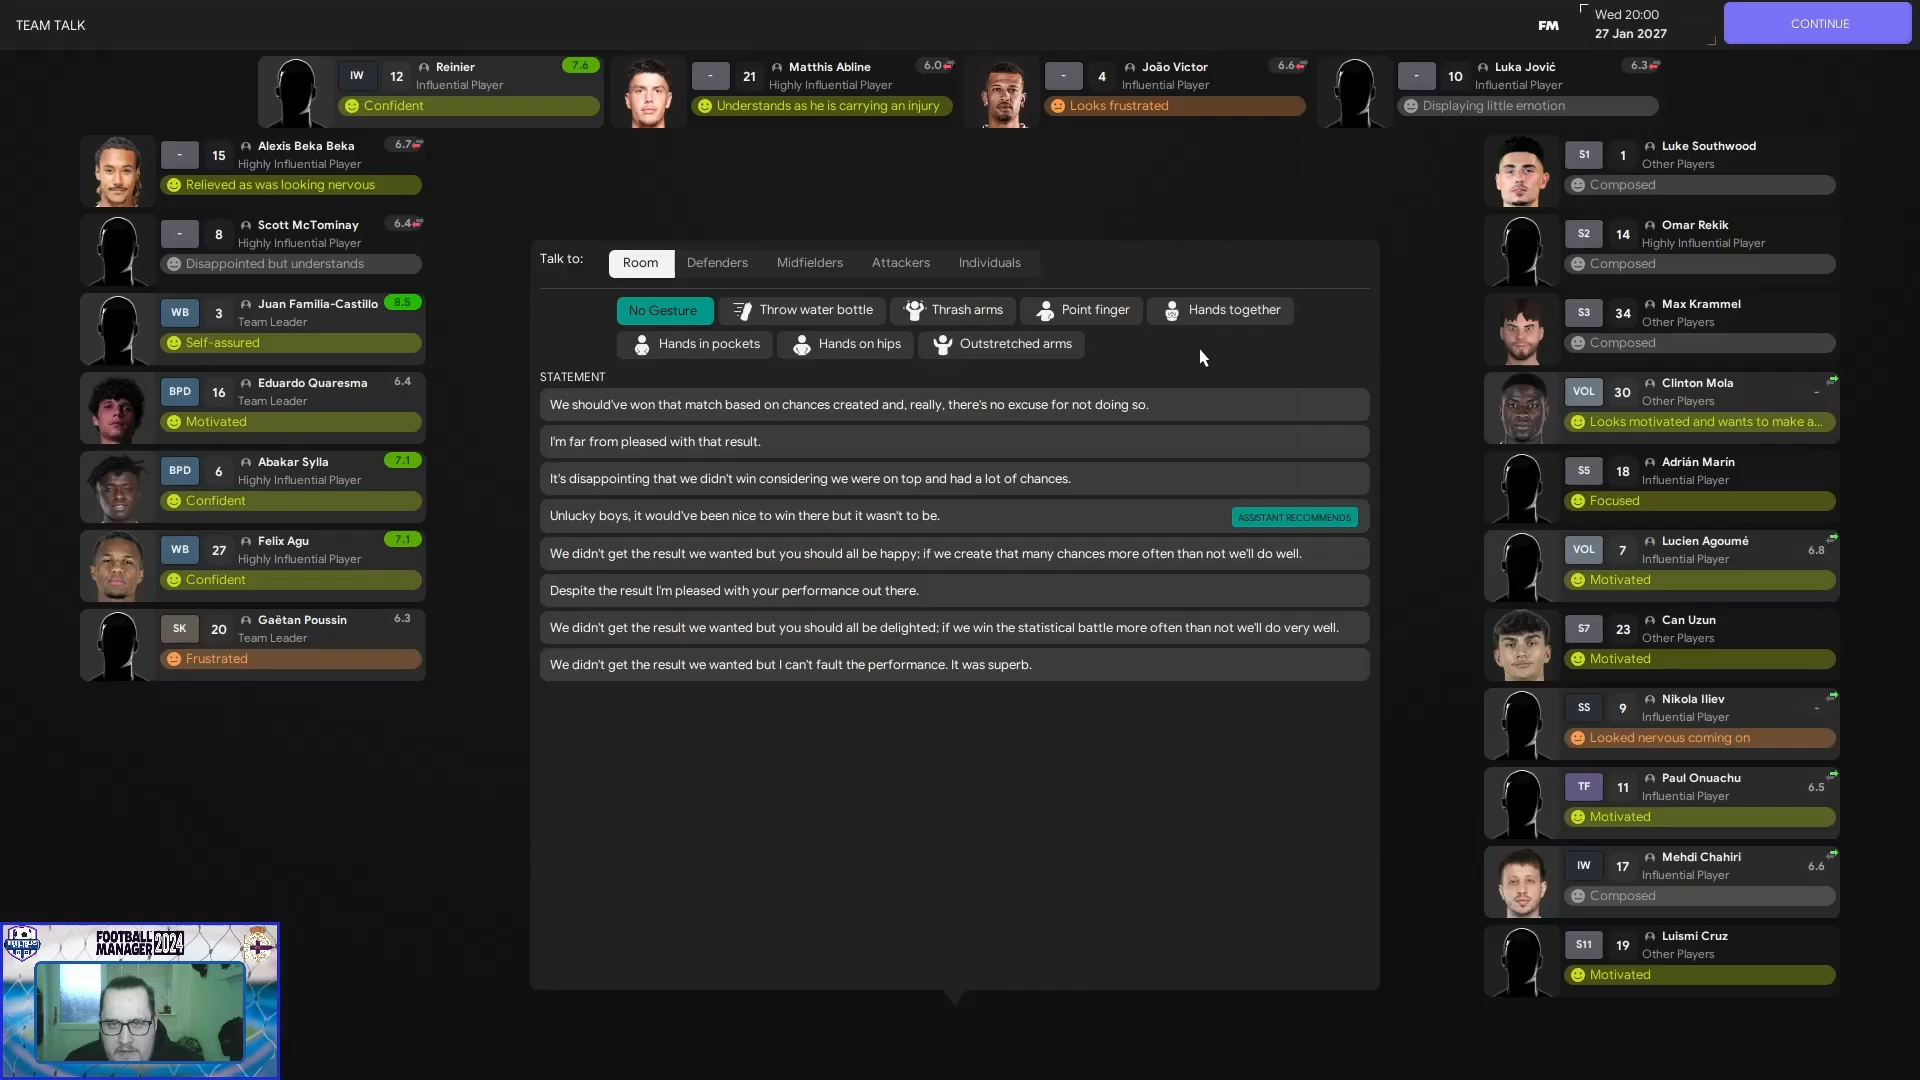 TEAM TALK
FM
Wed 20:00
27 Jan 2027
CONTINUE
IW 12 Reinier 7.6
Influential Player
Confident
- 21 Matthis Abline 6.0
Highly Influential Player
Understands as he is carrying an injury
- 4 João Victor 6.6
Influential Player
Looks frustrated
- 10 Luka Jović 6.3
Influential Player
Displaying little emotion
- 15 Alexis Beka Beka 6.7
Highly Influential Player
Relieved as was looking nervous
- 8 Scott McTominay 6.4
Highly Influential Player
Disappointed but understands
WB 3 Juan Familia-Castillo 8.5
Team Leader
Self-assured
BPD 16 Eduardo Quaresma 6.4
Team Leader
Motivated
BPD 6 Abakar Sylla 7.1
Highly Influential Player
Confident
WB 27 Felix Agu 7.1
Highly Influential Player
Confident
SK 20 Gaëtan Poussin 6.3
Team Leader
Frustrated
Talk to: Room Defenders Midfielders Attackers Individuals
No Gesture Throw water bottle Thrash arms Point finger Hands together
Hands in pockets Hands on hips Outstretched arms
STATEMENT
We should've won that match based on chances created and, really, there's no excuse for not doing so.
I'm far from pleased with that result.
It's disappointing that we didn't win considering we were on top and had a lot of chances.
Unlucky boys, it would've been nice to win there but it wasn't to be. ASSISTANT RECOMMENDS
We didn't get the result we wanted but you should all be happy; if we create that many chances more often than not we'll do well.
Despite the result I'm pleased with your performance out there.
We didn't get the result we wanted but you should all be delighted; if we win the statistical battle more often than not we'll do very well.
We didn't get the result we wanted but I can't fault the performance. It was superb.
S1 1 Luke Southwood
Other Players
Composed
S2 14 Omar Rekik
Highly Influential Player
Composed
S3 34 Max Krammel
Other Players
Composed
VOL 30 Clinton Mola -
Other Players
Looks motivated and wants to make a...
S5 18 Adrián Marín
Influential Player
Focused
VOL 7 Lucien Agoumé 6.8
Influential Player
Motivated
S7 23 Can Uzun
Other Players
Motivated
SS 9 Nikola Iliev -
Influential Player
Looked nervous coming on
TF 11 Paul Onuachu 6.5
Influential Player
Motivated
IW 17 Mehdi Chahiri 6.6
Influential Player
Composed
S11 19 Luismi Cruz
Other Players
Motivated
FOOTBALL
MANAGER 2024